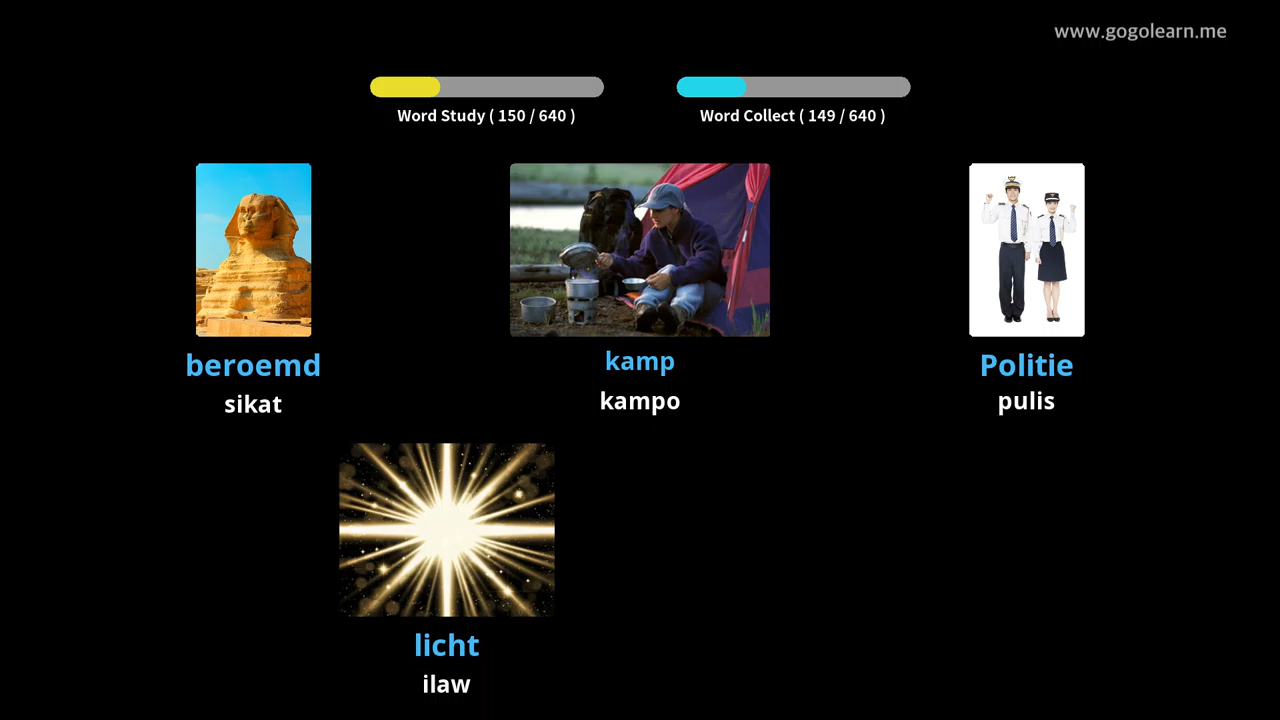 www.gogolearn.me
Word Study ( 150 / 640 )
Word Collect ( 149 / 640 )
beroemd
sikat
kamp
kampo
Politie
pulis
licht
ilaw